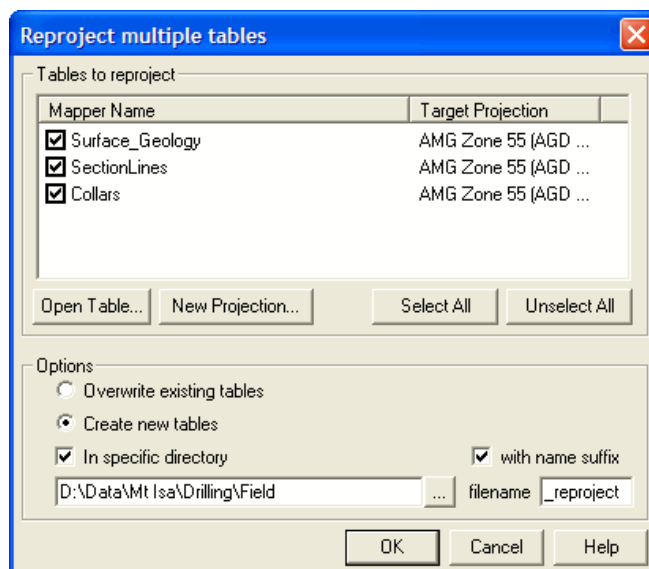 Reproject multiple tables
Tables to reproject
Mapper Name Target Projection
Surface_Geology AMG Zone 55 (AGD ...
SectionLines AMG Zone 55 (AGD ...
Collars AMG Zone 55 (AGD ...
Open Table... New Projection... Select All Unselect All
Options
Overwrite existing tables
Create new tables
In specific directory with name suffix
D:\Data\Mt Isa\Drilling\Field ... filename _reproject
OK Cancel Help